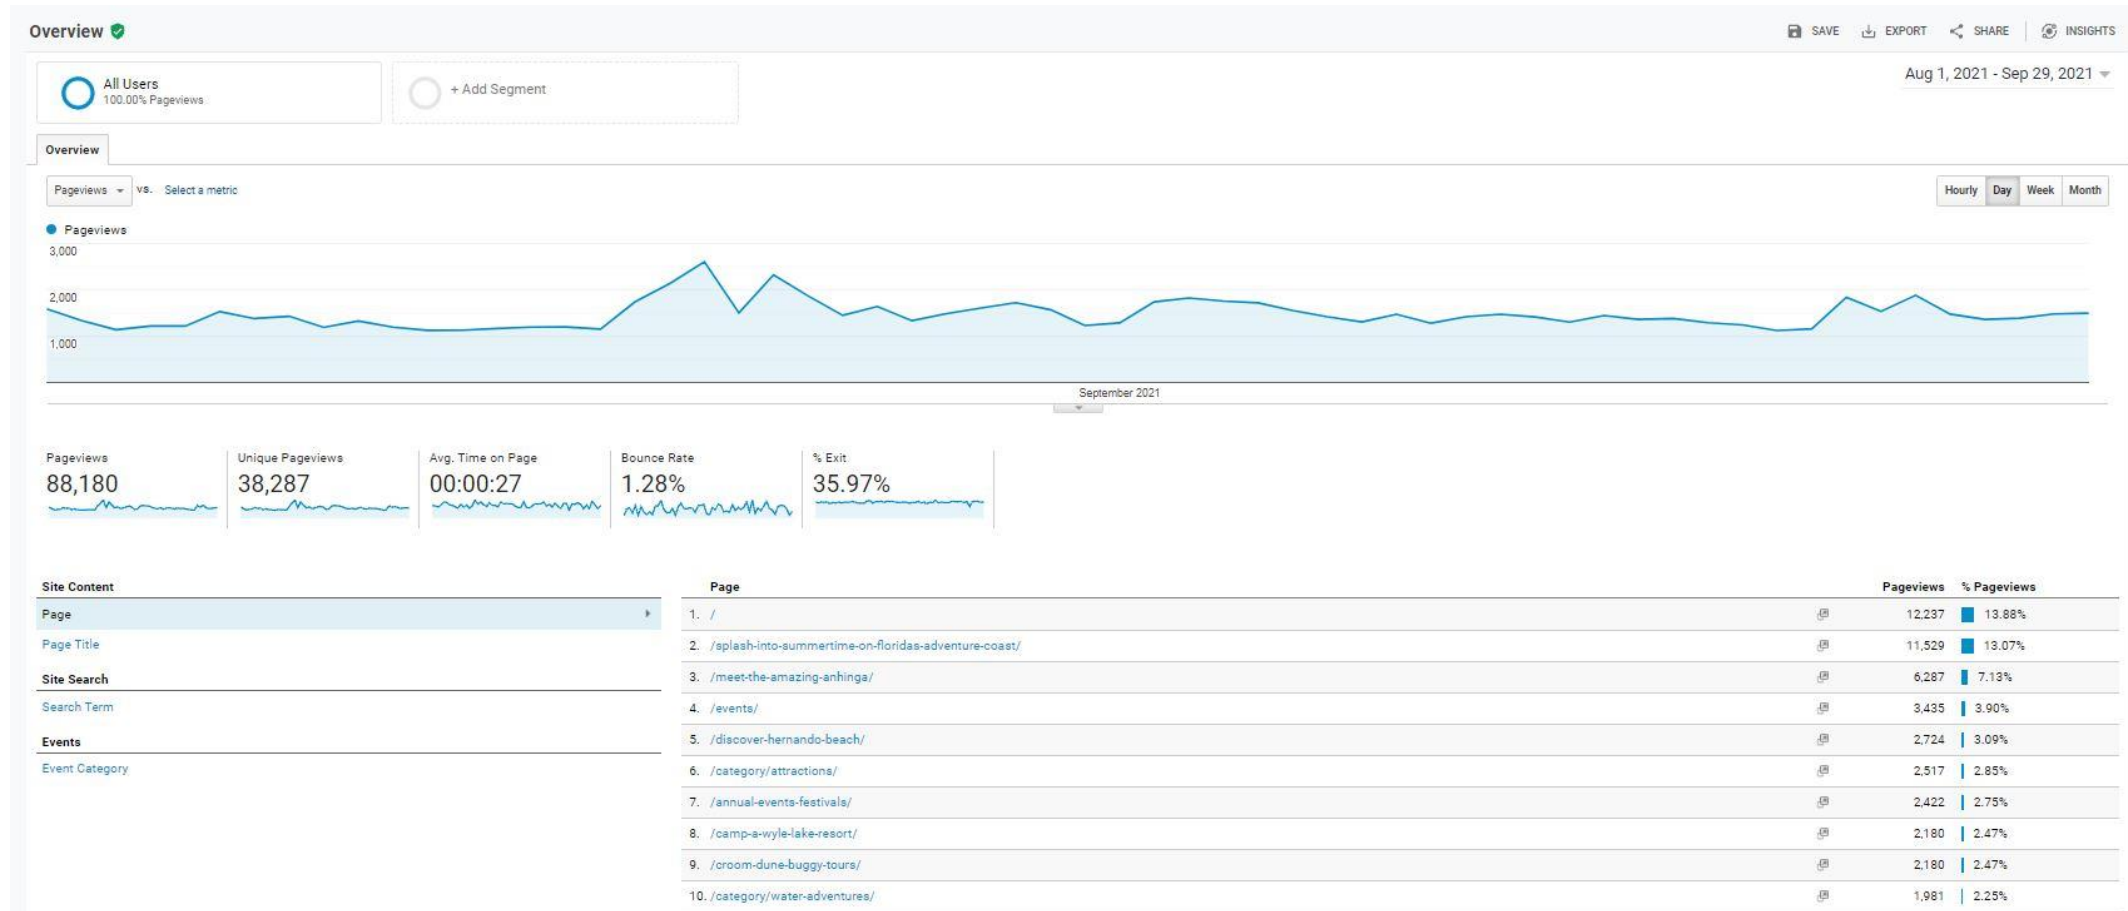 Overview
SAVE EXPORT SHARE INSIGHTS
All Users
100.00% Pageviews
+ Add Segment
Aug 1, 2021 - Sep 29, 2021
Overview
Pageviews vs. Select a metric
Hourly Day Week Month
Pageviews
3,000
2,000
1,000
September 2021
Pageviews
88,180
Unique Pageviews
38,287
Avg. Time on Page
00:00:27
Bounce Rate
1.28%
% Exit
35.97%
Site Content
Page
Page Title
Site Search
Search Term
Events
Event Category
Page Pageviews % Pageviews
1. / 12,237 13.88%
2. /splash-into-summertime-on-floridas-adventure-coast/ 11,529 13.07%
3. /meet-the-amazing-anhinga/ 6,287 7.13%
4. /events/ 3,435 3.90%
5. /discover-hernando-beach/ 2,724 3.09%
6. /category/attractions/ 2,517 2.85%
7. /annual-events-festivals/ 2,422 2.75%
8. /camp-a-wyle-lake-resort/ 2,180 2.47%
9. /croom-dune-buggy-tours/ 2,180 2.47%
10. /category/water-adventures/ 1,981 2.25%